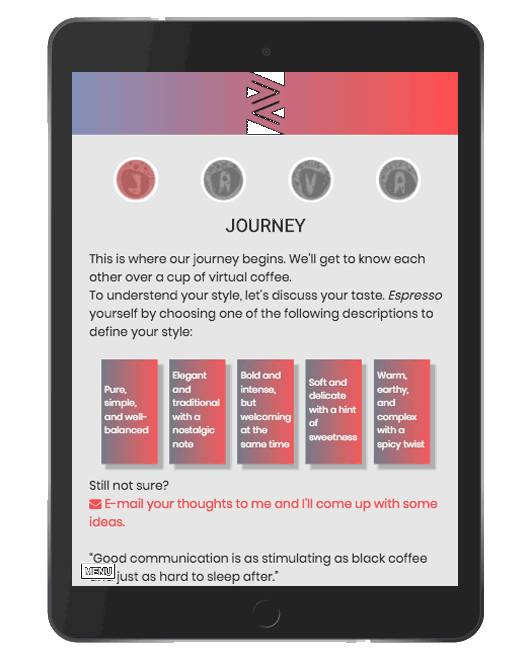 J A V A
JOURNEY
This is where our journey begins. We'll get to know each
other over a cup of virtual coffee.
To understand your style, let's discuss your taste. Espresso
yourself by choosing one of the following descriptions to
define your style:
Pure,
simple,
and well-
balanced
Elegant
and
traditional
with a
nostalgic
note
Bold and
intense,
but
welcoming
at the
same time
Soft and
delicate
with a hint
of
sweetness
Warm,
earthy,
and
complex
with a
spicy twist
Still not sure?
E-mail your thoughts to me and I'll come up with some
ideas.
"Good communication is as stimulating as black coffee
just as hard to sleep after."
MENU